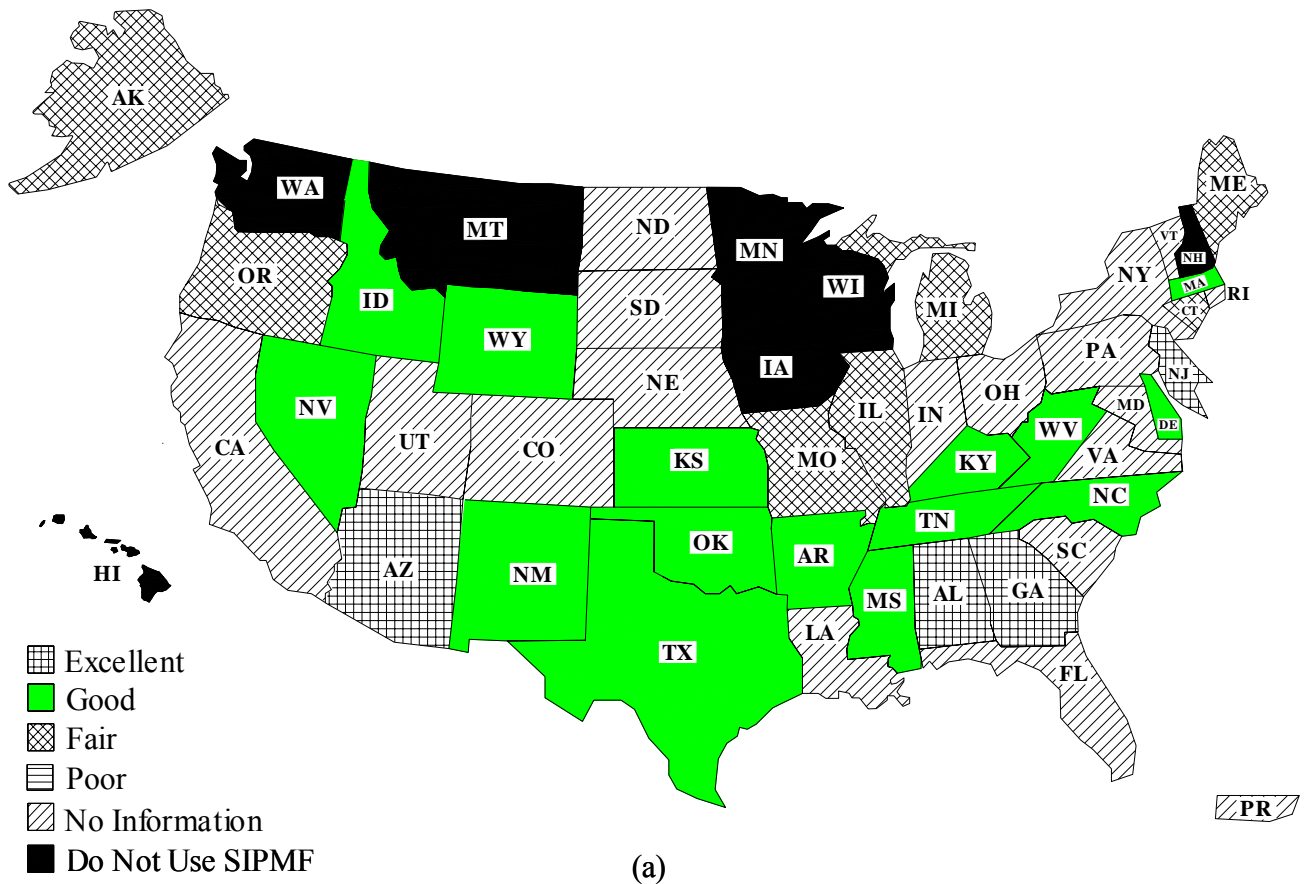 AK
ME
WA
VT
MT
ND
MN
NH
OR
NY
MA
WI
RI
ID
SD
MI
CT
WY
PA
IA
NJ
NE
OH
NV
IL
IN
MD
DE
UT
CO
WV
CA
KS
MO
KY
VA
NC
TN
OK
AR
SC
AZ
HI
NM
MS
AL
GA
LA
TX
FL
Excellent
Good
Fair
Poor
No Information
Do Not Use SIPMF
PR
(a)